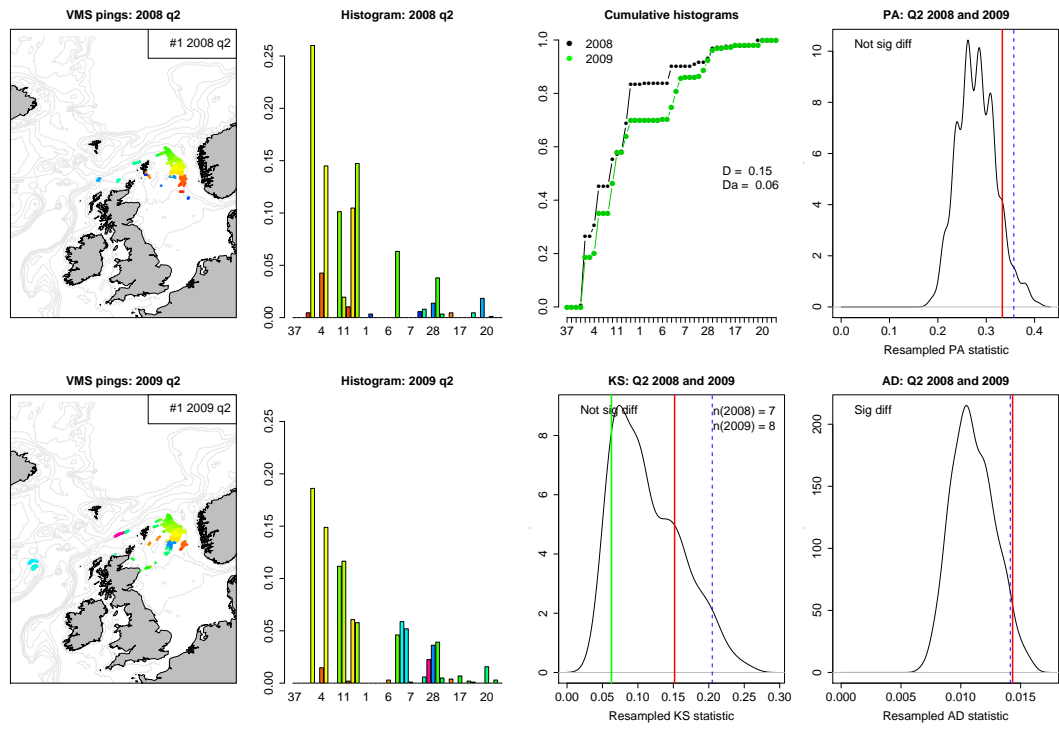 VMS pings: 2008 q2
#1 2008 q2
Histogram: 2008 q2
0.00 0.05 0.10 0.15 0.20 0.25
37 4 11 1 6 7 28 17 20
Cumulative histograms
2008
2009
D = 0.15
Da = 0.06
0.0 0.2 0.4 0.6 0.8 1.0
37 4 11 1 6 7 28 17 20
PA: Q2 2008 and 2009
Not sig diff
0 2 4 6 8 10
0.0 0.1 0.2 0.3 0.4
Resampled PA statistic
VMS pings: 2009 q2
#1 2009 q2
Histogram: 2009 q2
0.00 0.05 0.10 0.15 0.20 0.25
37 4 11 1 6 7 28 17 20
KS: Q2 2008 and 2009
Not sig diff
n(2008) = 7
n(2009) = 8
0 2 4 6 8
0.00 0.05 0.10 0.15 0.20 0.25 0.30
Resampled KS statistic
AD: Q2 2008 and 2009
Sig diff
0 50 100 150 200
0.000 0.005 0.010 0.015
Resampled AD statistic